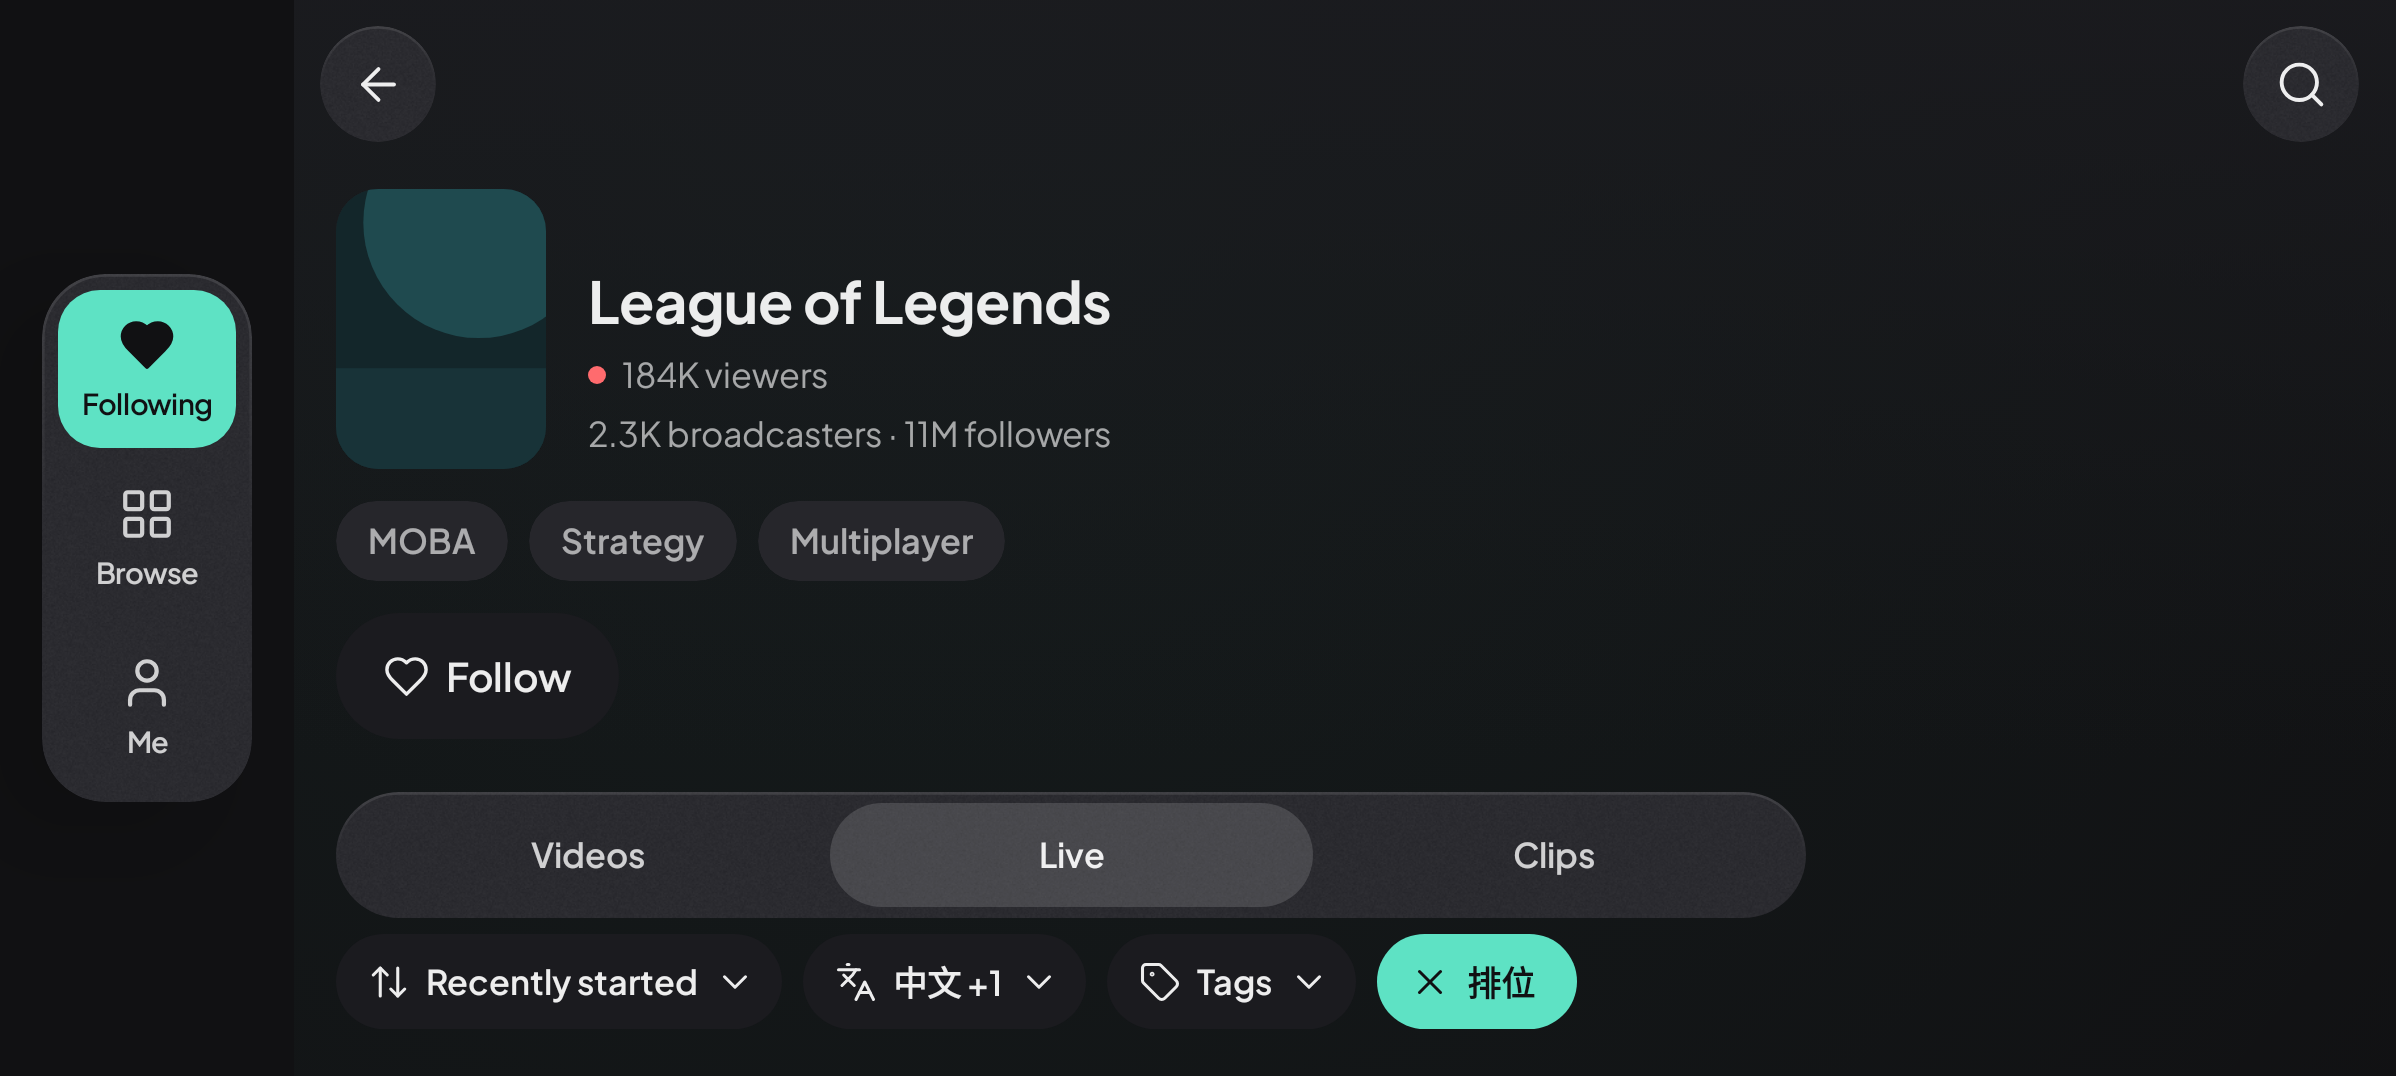 Following
Browse
Me
League of Legends
184K viewers
2.3K broadcasters · 11M followers
MOBA
Strategy
Multiplayer
Follow
Videos
Live
Clips
Recently started
中文 +1
Tags
排位